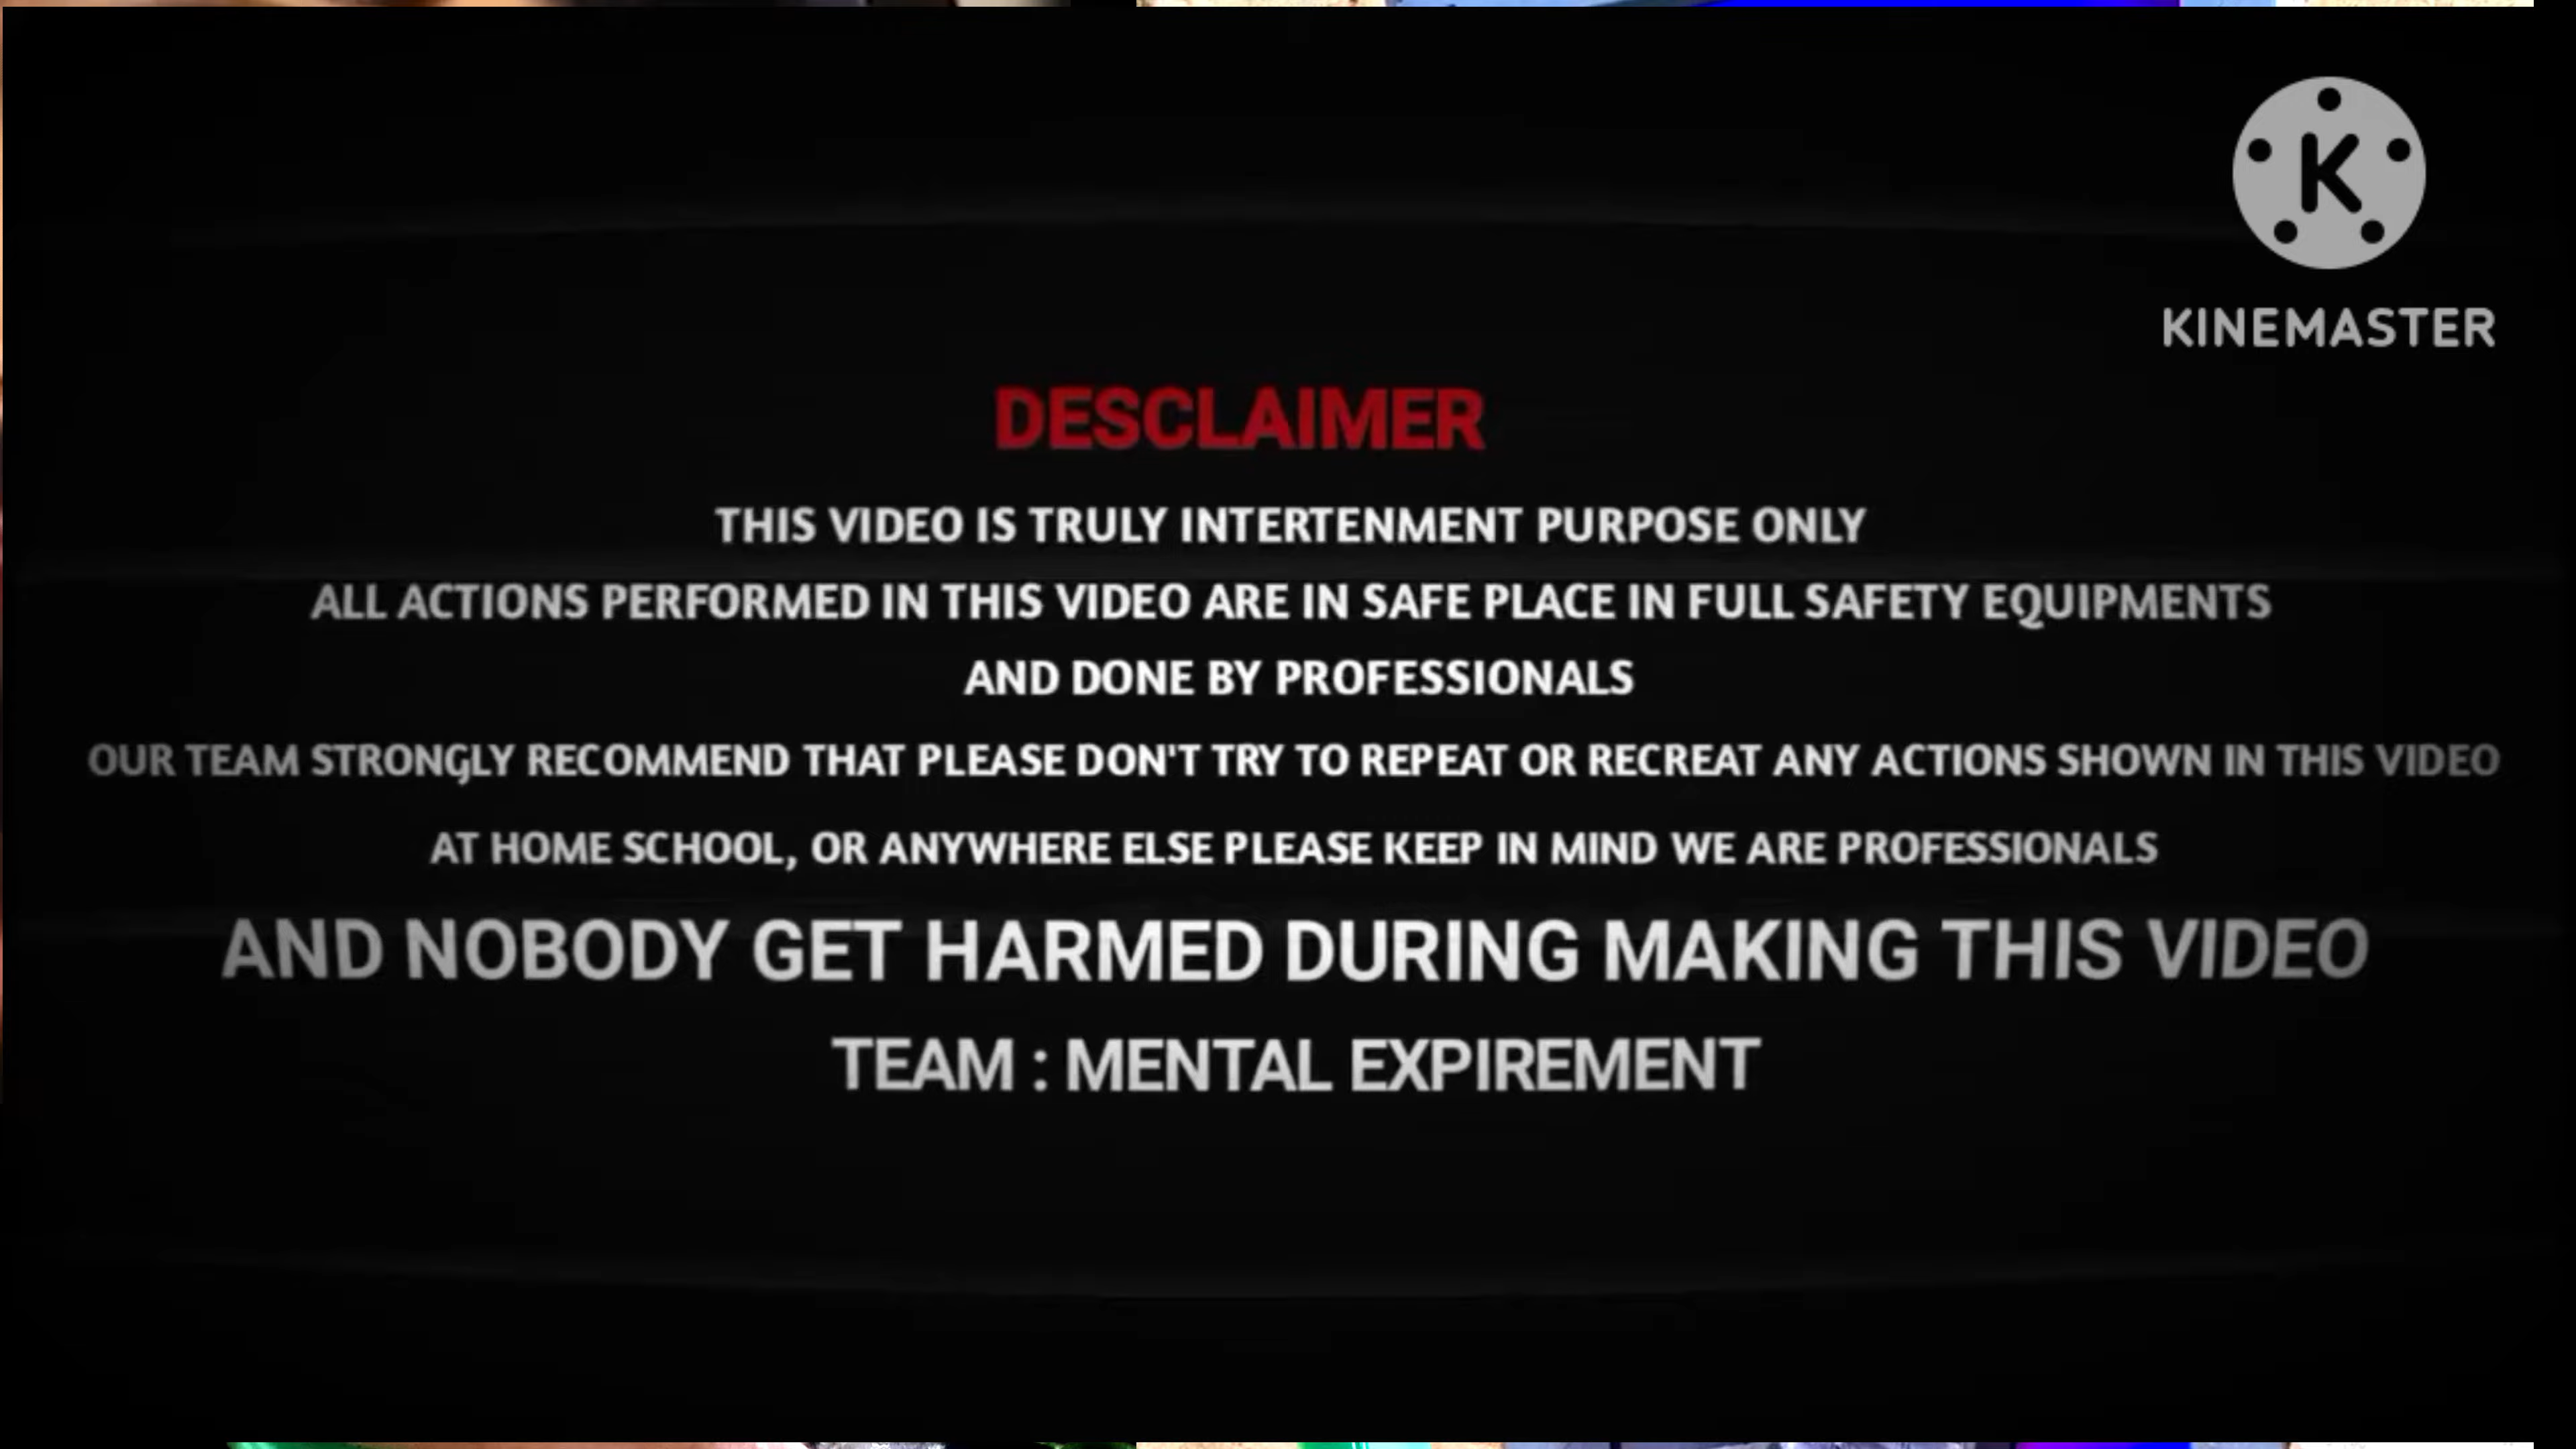 K
KINEMASTER
DESCLAIMER
THIS VIDEO IS TRULY INTERTENMENT PURPOSE ONLY
ALL ACTIONS PERFORMED IN THIS VIDEO ARE IN SAFE PLACE IN FULL SAFETY EQUIPMENTS
AND DONE BY PROFESSIONALS
OUR TEAM STRONGLY RECOMMEND THAT PLEASE DON'T TRY TO REPEAT OR RECREAT ANY ACTIONS SHOWN IN THIS VIDEO
AT HOME SCHOOL, OR ANYWHERE ELSE PLEASE KEEP IN MIND WE ARE PROFESSIONALS
AND NOBODY GET HARMED DURING MAKING THIS VIDEO
TEAM : MENTAL EXPIREMENT